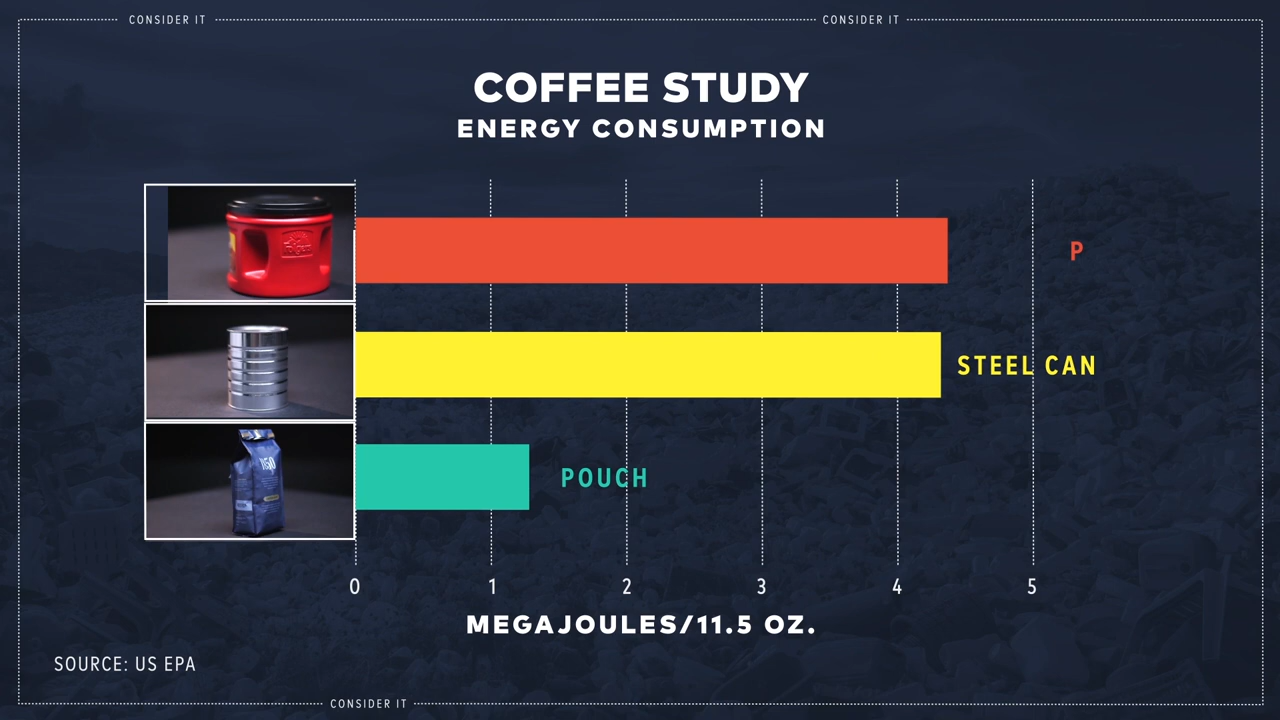 CONSIDER IT
CONSIDER IT
COFFEE STUDY
ENERGY CONSUMPTION
P
STEEL CAN
POUCH
0 1 2 3 4 5
MEGAJOULES/11.5 OZ.
SOURCE: US EPA
CONSIDER IT